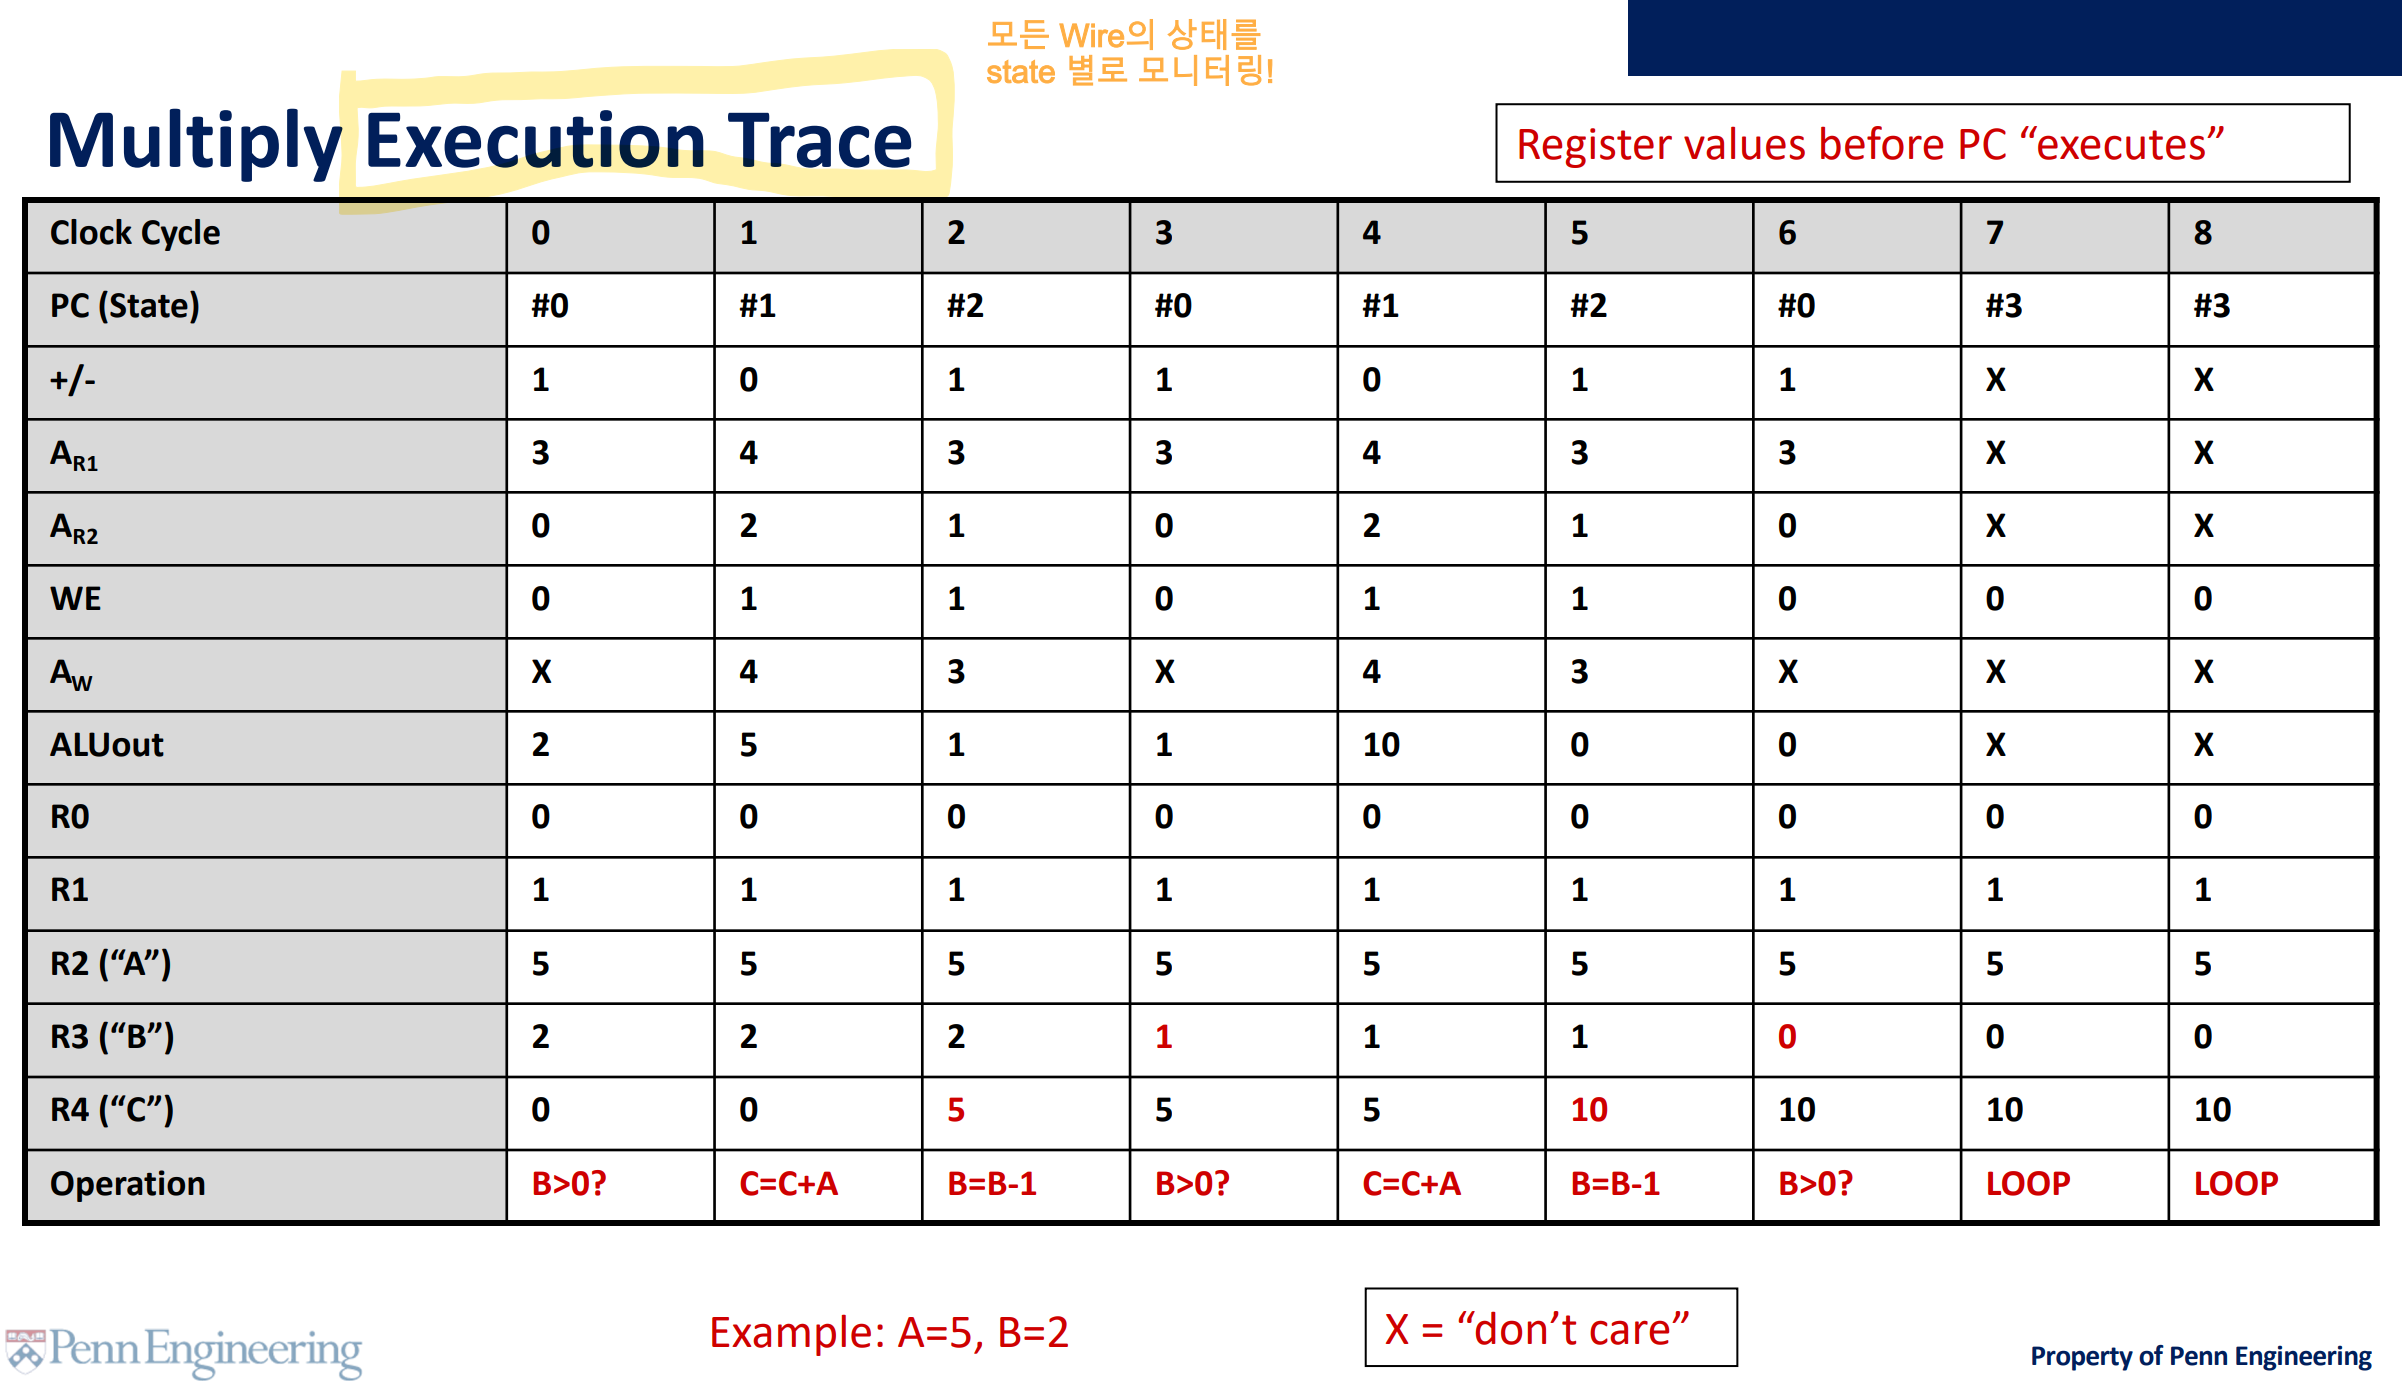 모든 Wire의 상태를
state 별로 모니터링!
Multiply Execution Trace
Register values before PC “executes”
Clock Cycle 0 1 2 3 4 5 6 7 8
PC (State) #0 #1 #2 #0 #1 #2 #0 #3 #3
+/- 1 0 1 1 0 1 1 X X
AR1 3 4 3 3 4 3 3 X X
AR2 0 2 1 0 2 1 0 X X
WE 0 1 1 0 1 1 0 0 0
AW X 4 3 X 4 3 X X X
ALUout 2 5 1 1 10 0 0 X X
R0 0 0 0 0 0 0 0 0 0
R1 1 1 1 1 1 1 1 1 1
R2 (“A”) 5 5 5 5 5 5 5 5 5
R3 (“B”) 2 2 2 1 1 1 0 0 0
R4 (“C”) 0 0 5 5 5 10 10 10 10
Operation B>0? C=C+A B=B-1 B>0? C=C+A B=B-1 B>0? LOOP LOOP
Example: A=5, B=2
X = “don’t care”
Penn Engineering
Property of Penn Engineering